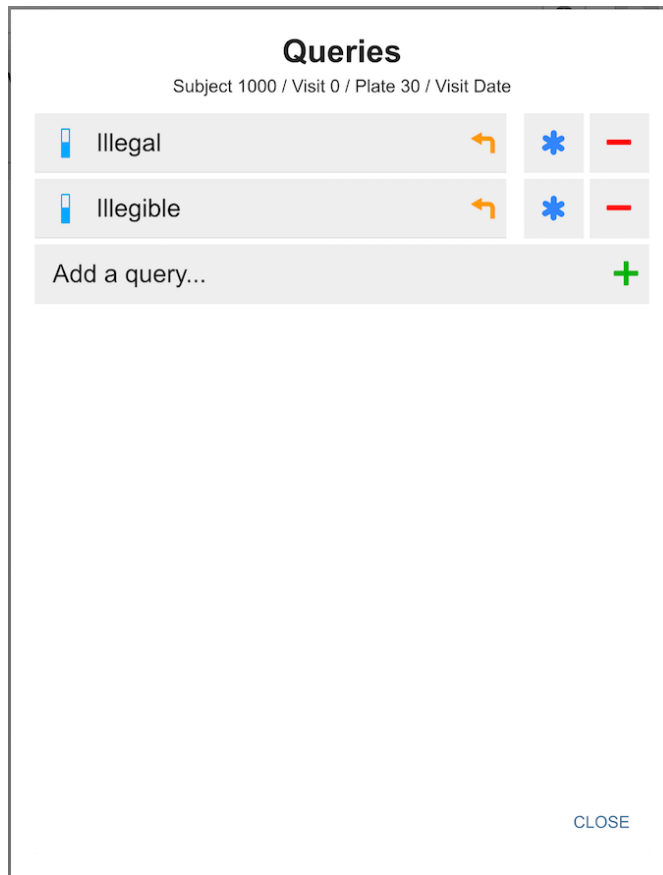 Queries
Subject 1000 / Visit 0 / Plate 30 / Visit Date
Illegal
Illegible
Add a query...
CLOSE